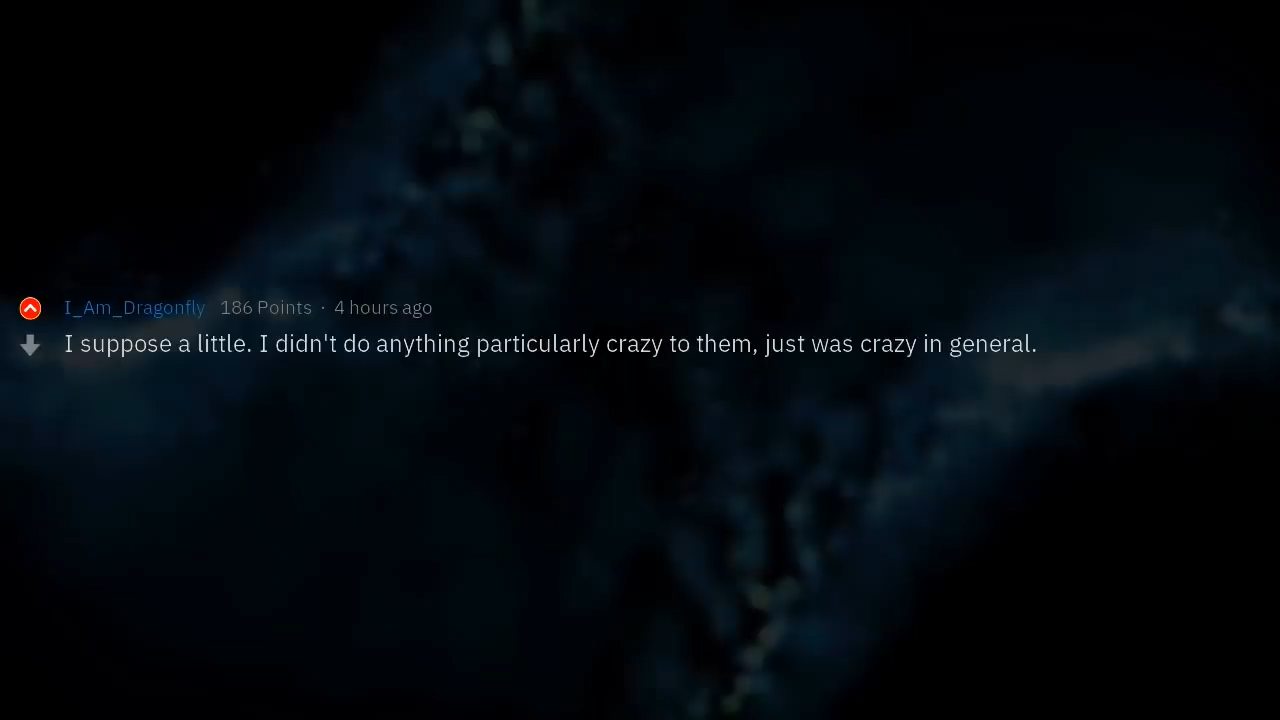 I_Am_Dragonfly 186 Points · 4 hours ago
I suppose a little. I didn't do anything particularly crazy to them, just was crazy in general.